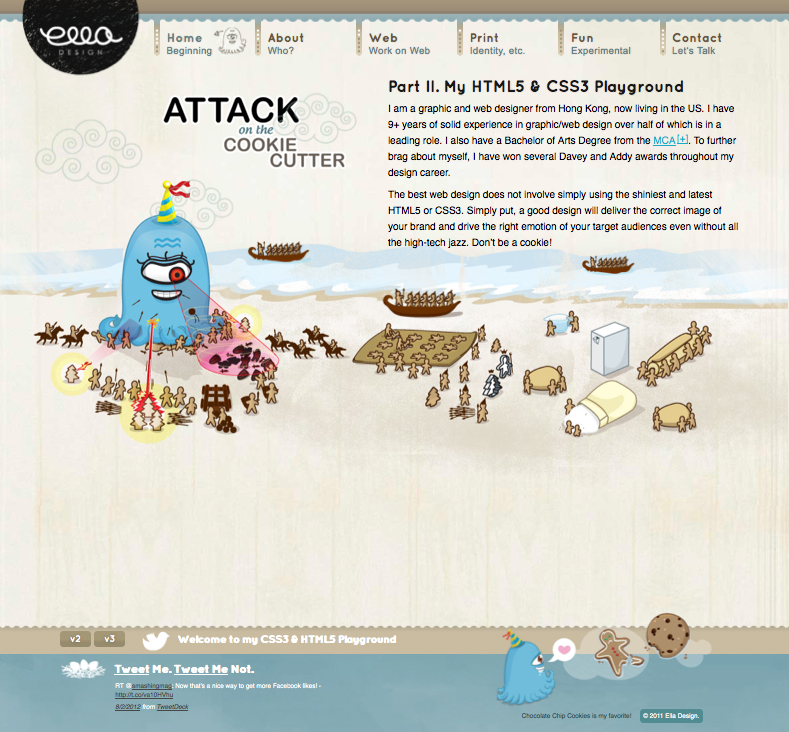 ella
DESIGN
Home
Beginning
About
Who?
Web
Work on Web
Print
Identity, etc.
Fun
Experimental
Contact
Let's Talk
ATTACK
on the
COOKIE
CUTTER
Part II. My HTML5 & CSS3 Playground
I am a graphic and web designer from Hong Kong, now living in the US. I have
9+ years of solid experience in graphic/web design over half of which is in a
leading role. I also have a Bachelor of Arts Degree from the MCA[+]. To further
brag about myself, I have won several Davey and Addy awards throughout my
design career.
The best web design does not involve simply using the shiniest and latest
HTML5 or CSS3. Simply put, a good design will deliver the correct image of
your brand and drive the right emotion of your target audiences even without all
the high-tech jazz. Don't be a cookie!
v2
v3
Welcome to my CSS3 & HTML5 Playground
Tweet Me. Tweet Me Not.
RT @smashingmag: Now that's a nice way to get more Facebook likes! -
http://t.co/va10HVhu
8/2/2012 from TweetDeck
Chocolate Chip Cookies is my favorite!
© 2011 Ella Design.